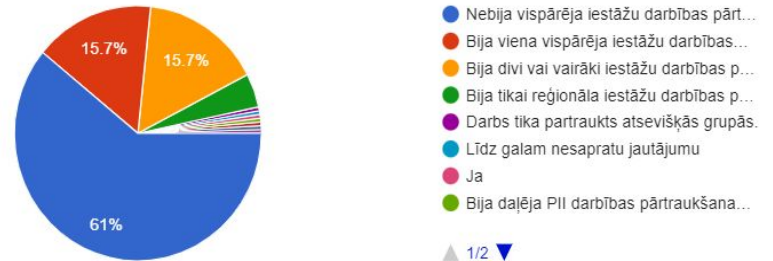 15.7%
15.7%
61%
Nebija vispārēja iestāžu darbības pārt...
Bija viena vispārēja iestāžu darbības...
Bija divi vai vairāki iestāžu darbības p...
Bija tikai reģionāla iestāžu darbības p...
Darbs tika partraukts atsevišķās grupās.
Līdz galam nesapratu jautājumu
Ja
Bija daļēja PII darbības pārtraukšana...
1/2